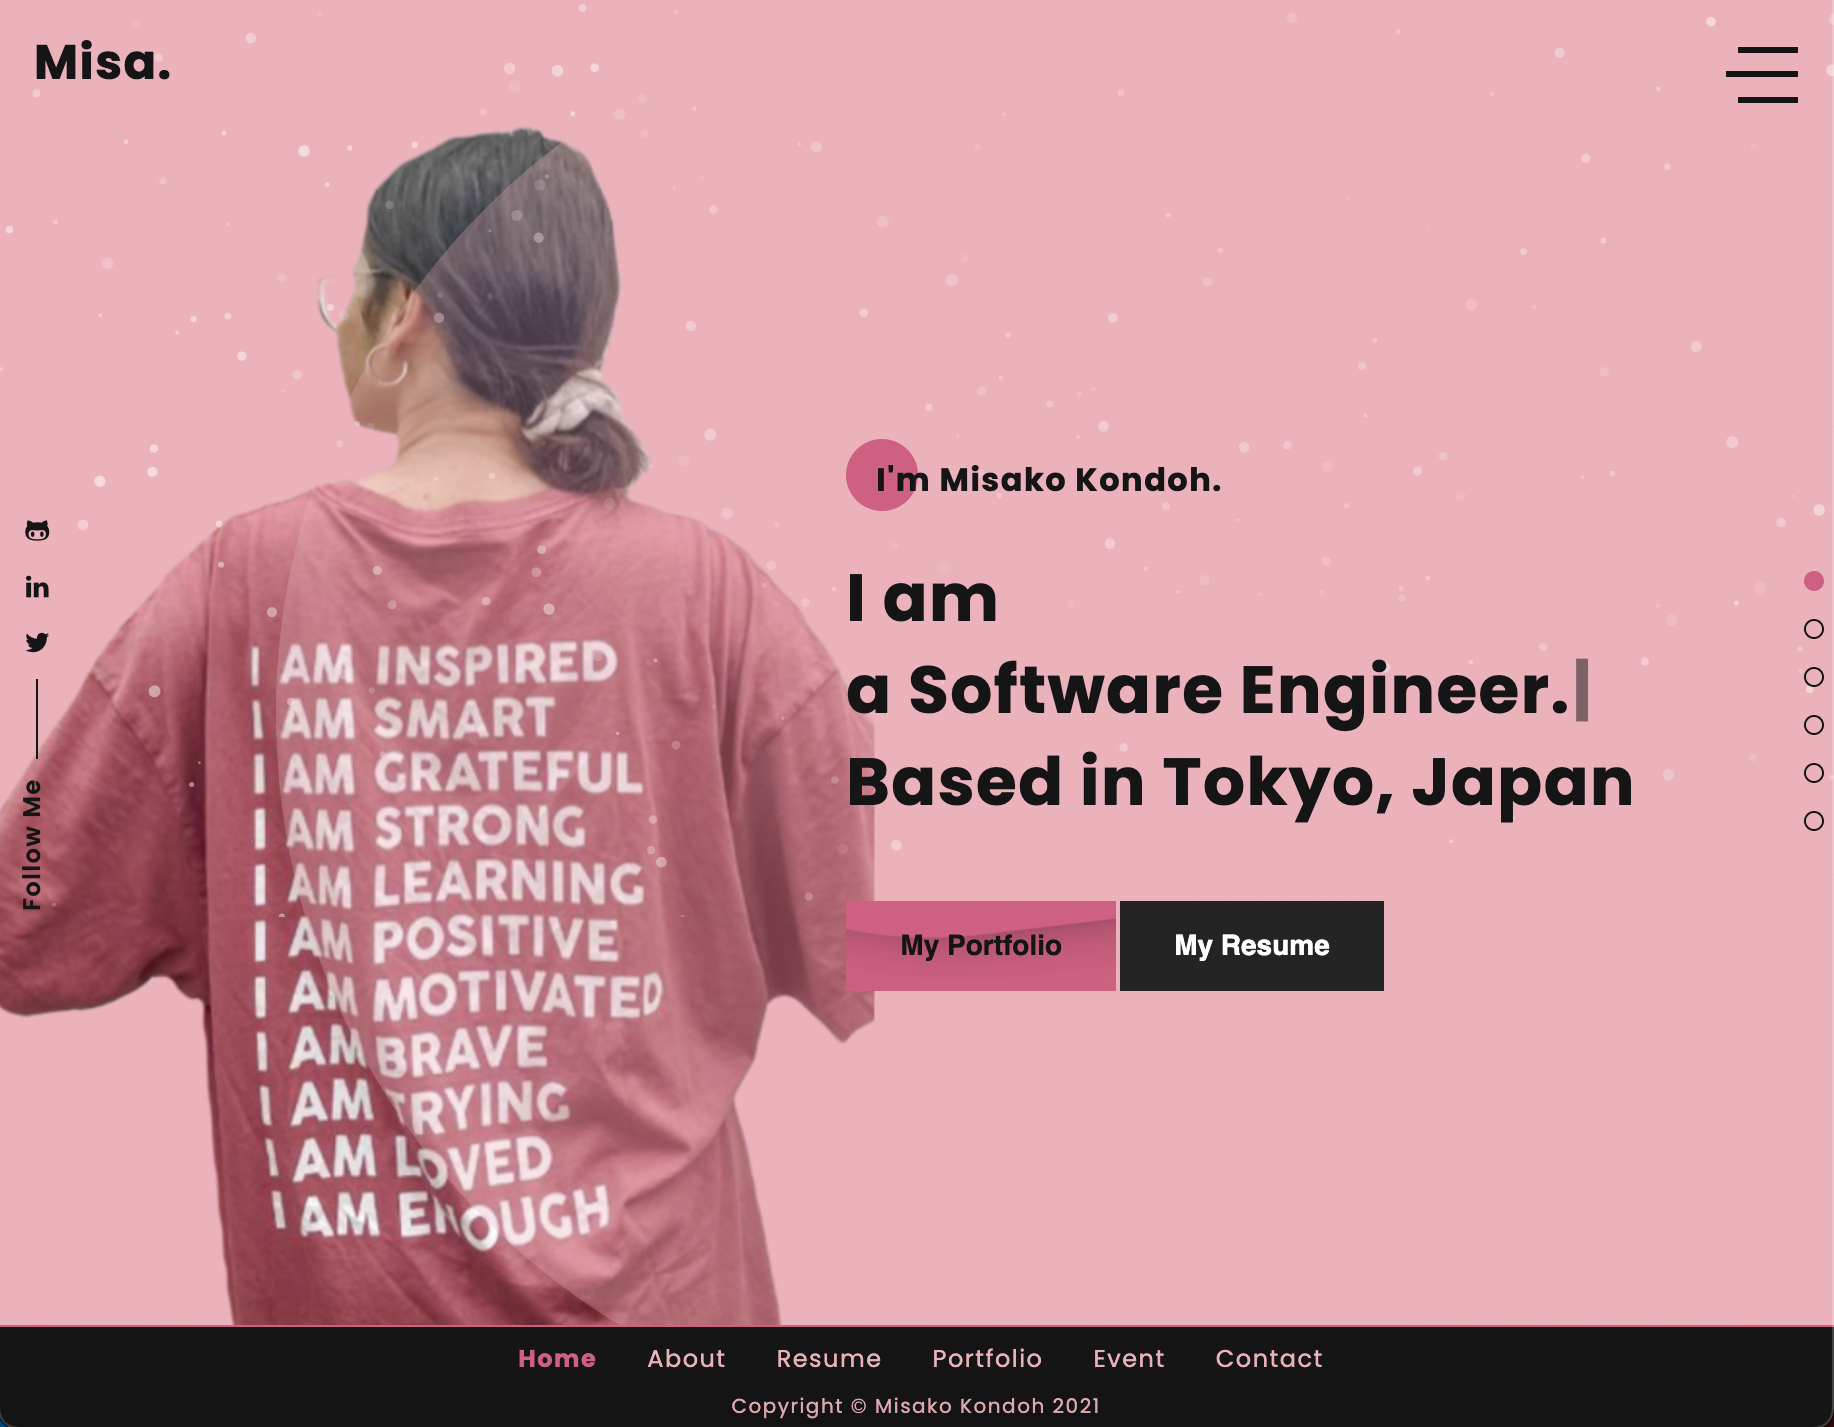 Misa.
I'm Misako Kondoh.
I am
a Software Engineer.
Based in Tokyo, Japan
My Portfolio
My Resume
in
Follow Me
I AM INSPIRED
I AM SMART
I AM GRATEFUL
I AM STRONG
I AM LEARNING
I AM POSITIVE
I AM MOTIVATED
I AM BRAVE
I AM TRYING
I AM LOVED
I AM ENOUGH
Home About Resume Portfolio Event Contact
Copyright © Misako Kondoh 2021